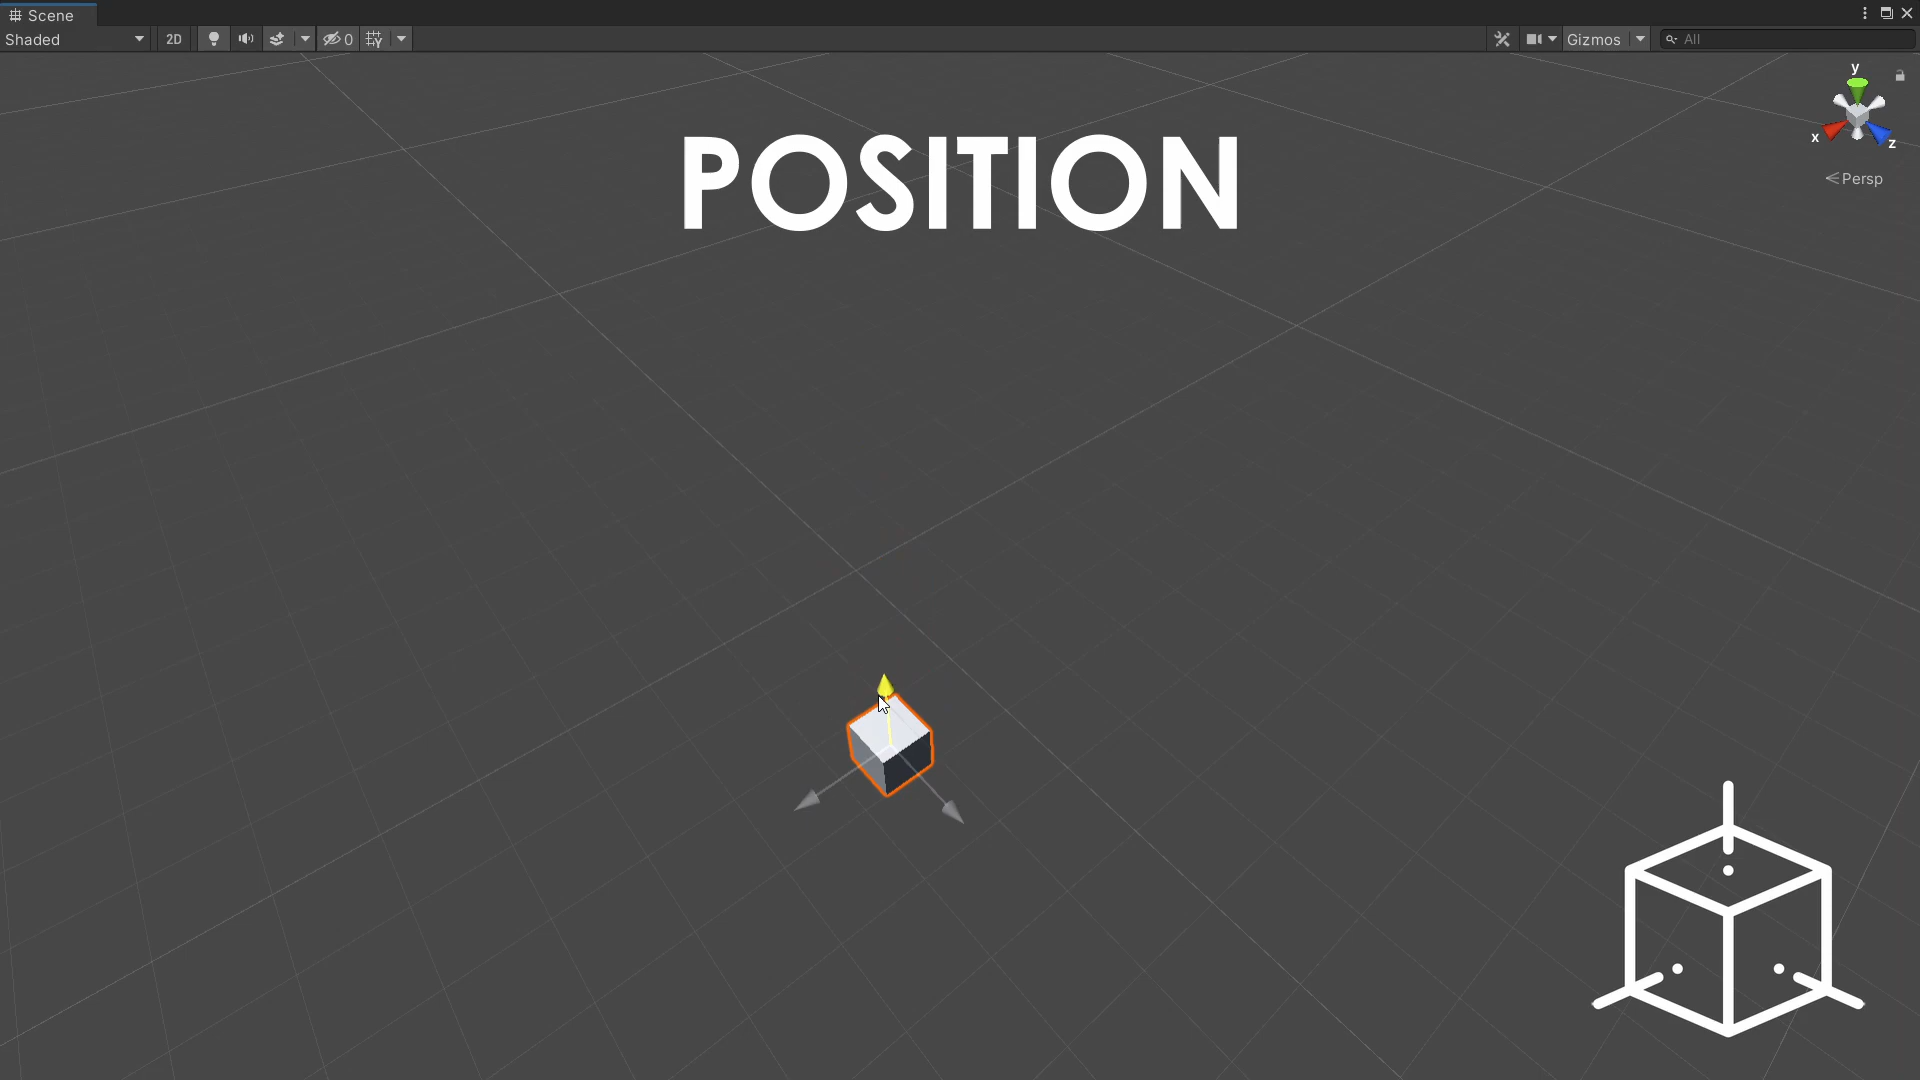 Scene
Shaded 2D 0 Gizmos All
y
x z
Persp
POSITION